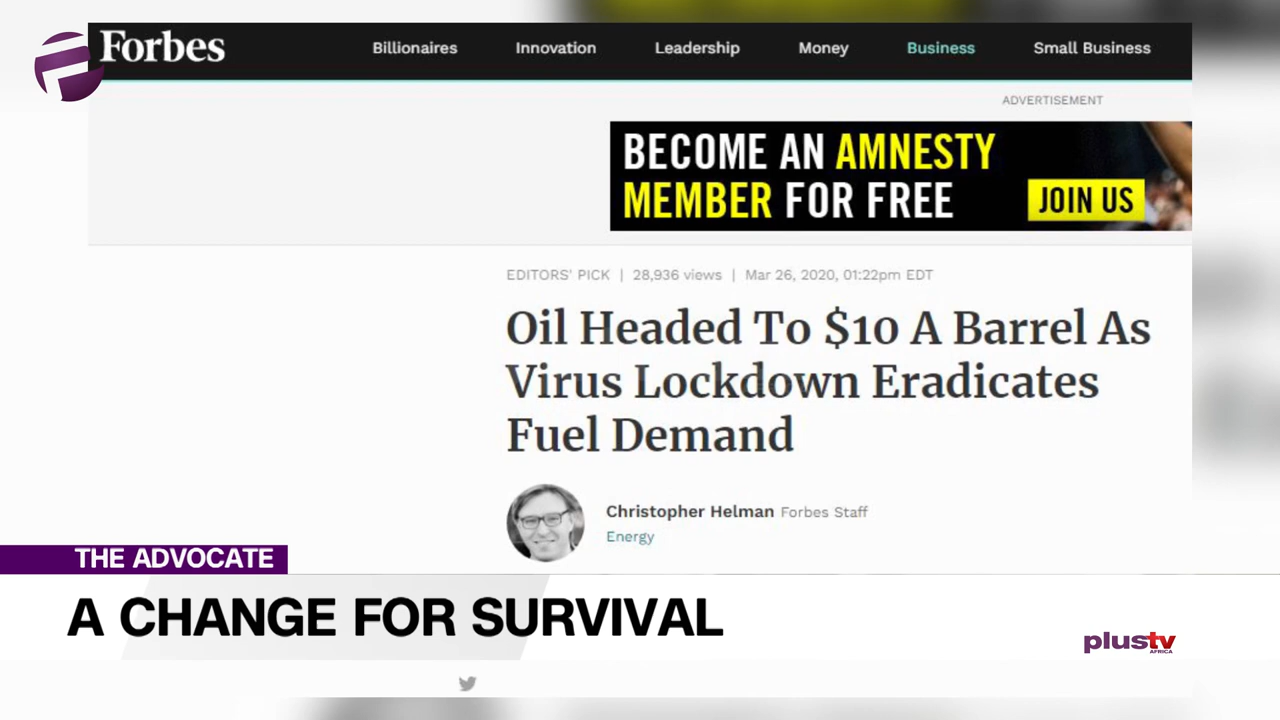 Forbes
Billionaires Innovation Leadership Money Business Small Business
ADVERTISEMENT
BECOME AN AMNESTY
MEMBER FOR FREE
JOIN US
EDITORS' PICK | 28,936 views | Mar 26, 2020, 01:22pm EDT
Oil Headed To $10 A Barrel As
Virus Lockdown Eradicates
Fuel Demand
Christopher Helman Forbes Staff
Energy
THE ADVOCATE
A CHANGE FOR SURVIVAL
plustv
AFRICA